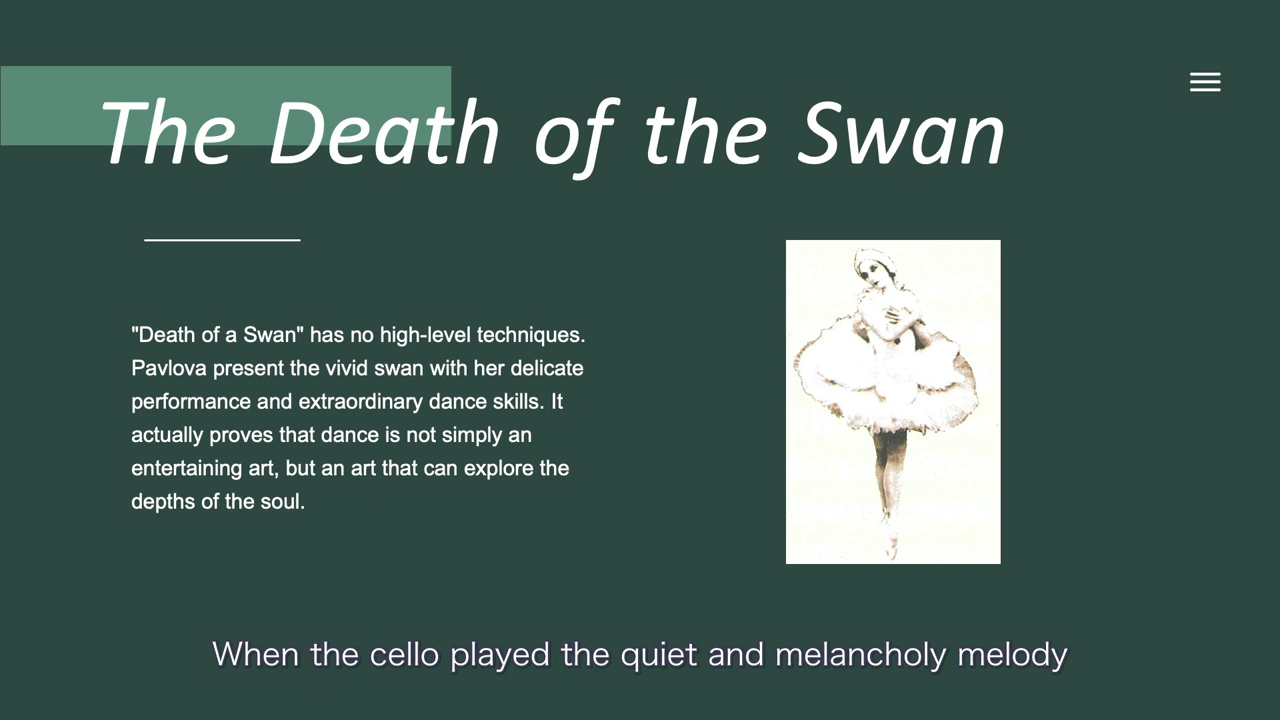 The Death of the Swan
"Death of a Swan" has no high-level techniques.
Pavlova present the vivid swan with her delicate
performance and extraordinary dance skills. It
actually proves that dance is not simply an
entertaining art, but an art that can explore the
depths of the soul.
When the cello played the quiet and melancholy melody